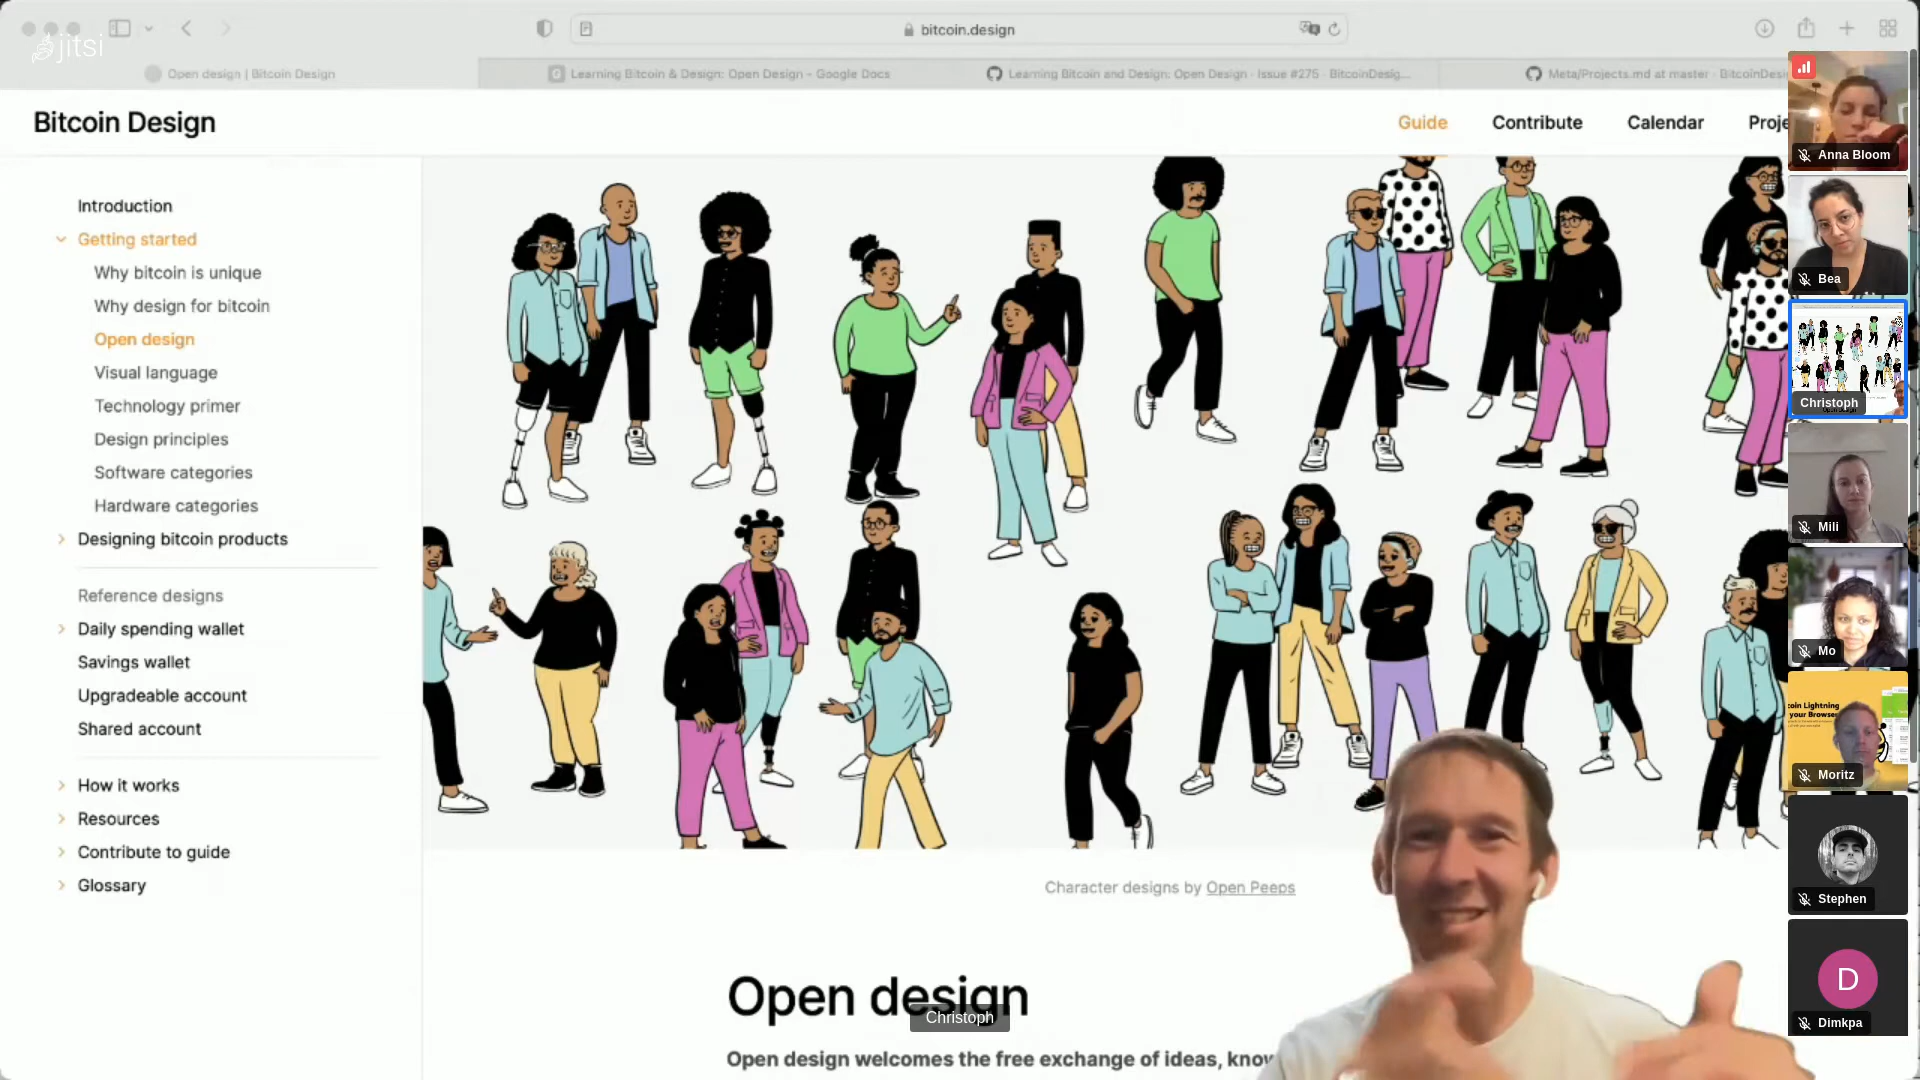 jitsi
bitcoin.design
Open design | Bitcoin Design
Learning Bitcoin & Design: Open Design - Google Docs
Learning Bitcoin and Design: Open Design · Issue #275 · BitcoinDesig...
Meta/Projects.md at master · BitcoinDesi
Bitcoin Design
Guide
Contribute
Calendar
Proje
Introduction
Getting started
Why bitcoin is unique
Why design for bitcoin
Open design
Visual language
Technology primer
Design principles
Software categories
Hardware categories
Designing bitcoin products
Reference designs
Daily spending wallet
Savings wallet
Upgradeable account
Shared account
How it works
Resources
Contribute to guide
Glossary
Character designs by Open Peeps
Open design
Christoph
Open design welcomes the free exchange of ideas, know
Anna Bloom
Bea
Christoph
Mili
Mo
coin Lightning
your Browser
Moritz
Stephen
D
Dimkpa